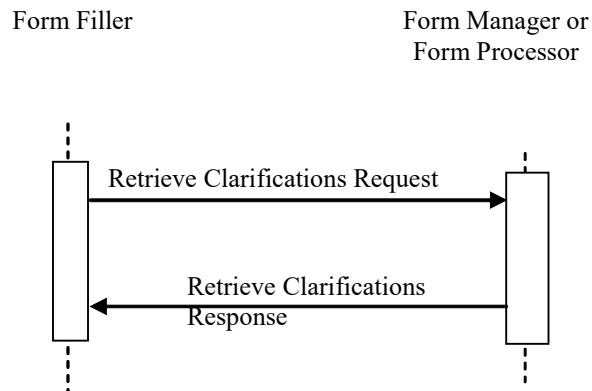 Form Filler
Form Manager or
Form Processor
Retrieve Clarifications Request
Retrieve Clarifications
Response